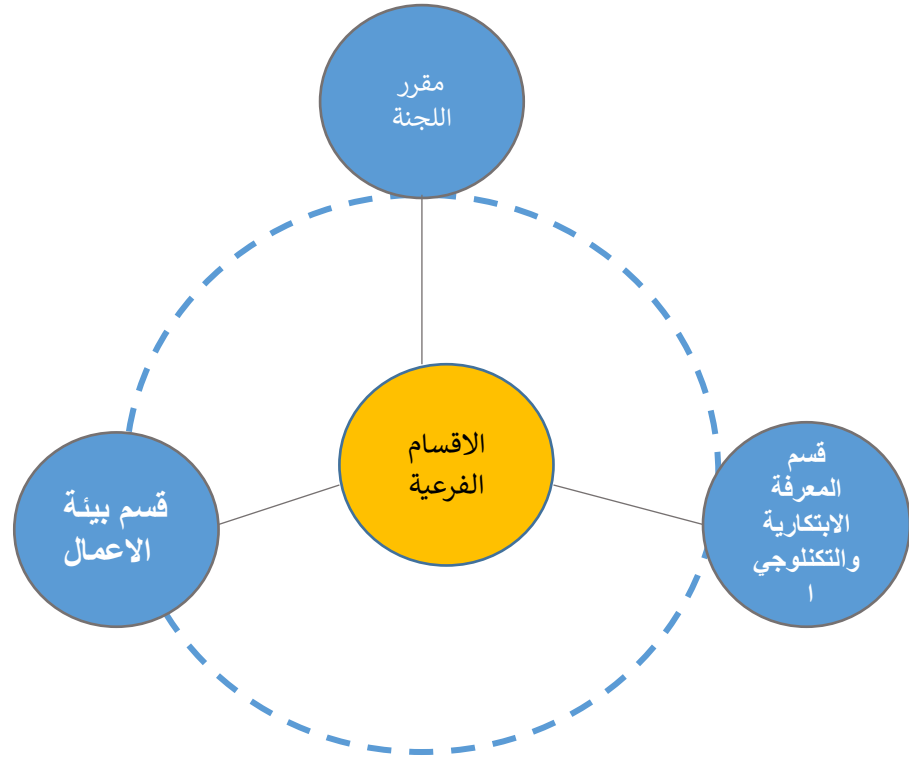 مقرر
اللجنة
الاقسام
الفرعية
قسم
المعرفة
الابتكارية
والتكنلوجي
ا
قسم بيئة
الاعمال